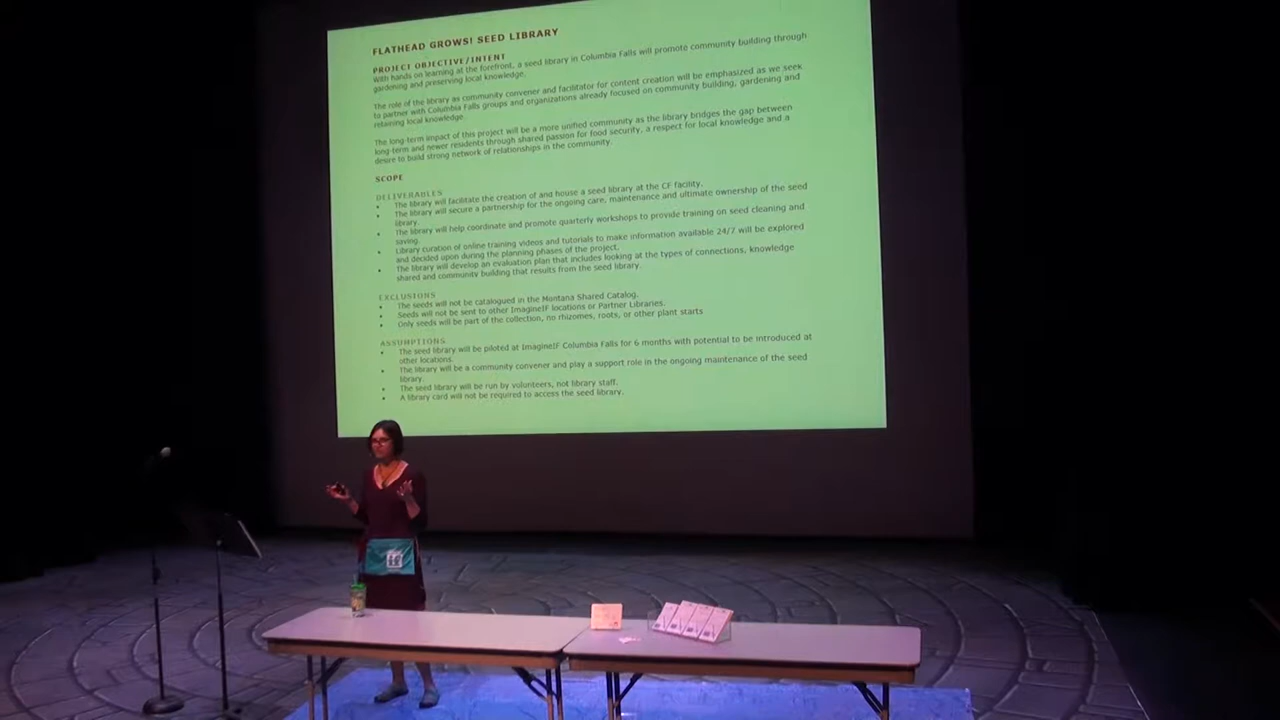 FLATHEAD GROWS! SEED LIBRARY
PROJECT OBJECTIVE/INTENT
With hands on learning at the forefront, a seed library in Columbia Falls will promote community building through
gardening and preserving local knowledge.
The role of the library as community convener and facilitator for content creation will be emphasized as we seek
to partner with Columbia Falls groups and organizations already focused on community building, gardening and
retaining local knowledge.
The long-term impact of this project will be a more unified community as the library bridges the gap between
long-term and newer residents through shared passion for food security, a respect for local knowledge and a
desire to build strong network of relationships in the community.
SCOPE
DELIVERABLES
• The library will facilitate the creation of and house a seed library at the CF facility.
• The library will secure a partnership for the ongoing care, maintenance and ultimate ownership of the seed
library.
• The library will help coordinate and promote quarterly workshops to provide training on seed cleaning and
saving.
• Library curation of online training videos and tutorials to make information available 24/7 will be explored
and decided upon during the planning phases of the project.
• The library will develop an evaluation plan that includes looking at the types of connections, knowledge
shared and community building that results from the seed library.
EXCLUSIONS
• The seeds will not be catalogued in the Montana Shared Catalog.
• Seeds will not be sent to other ImagineIF locations or Partner Libraries.
• Only seeds will be part of the collection, no rhizomes, roots, or other plant starts
ASSUMPTIONS
• The seed library will be piloted at ImagineIF Columbia Falls for 6 months with potential to be introduced at
other locations.
• The library will be a community convener and play a support role in the ongoing maintenance of the seed
library.
• The seed library will be run by volunteers, not library staff.
• A library card will not be required to access the seed library.